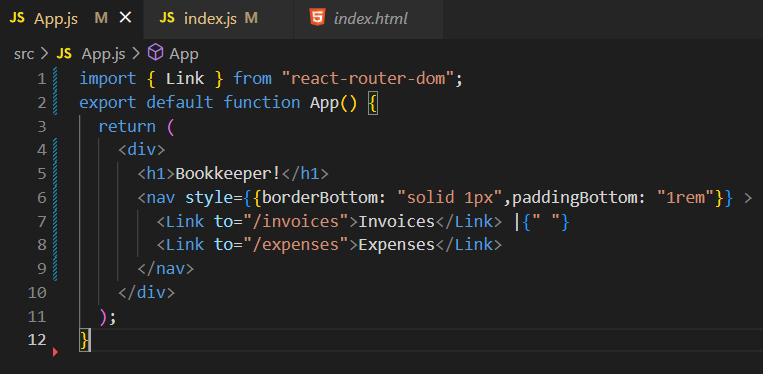 JS App.js M × JS index.js M 5 index.html
src > JS App.js > App
1 import { Link } from "react-router-dom";
2 export default function App() {
3   return (
4     <div>
5       <h1>Bookkeeper!</h1>
6       <nav style={{borderBottom: "solid 1px",paddingBottom: "1rem"}} >
7         <Link to="/invoices">Invoices</Link> |{" "}
8         <Link to="/expenses">Expenses</Link>
9       </nav>
10     </div>
11   );
12 }